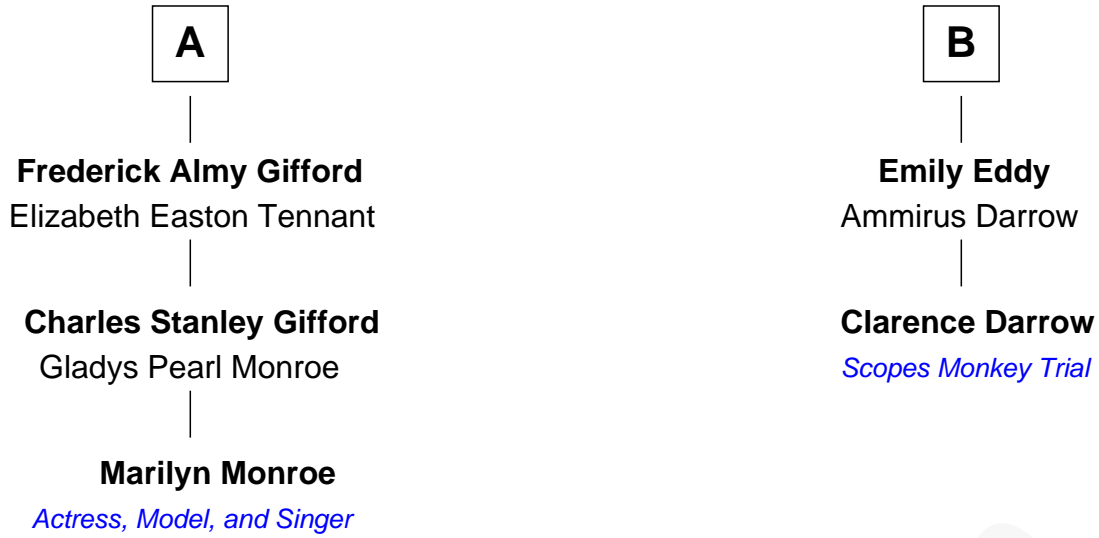 A
Frederick Almy Gifford
Elizabeth Easton Tennant
Charles Stanley Gifford
Gladys Pearl Monroe
Marilyn Monroe
Actress, Model, and Singer
B
Emily Eddy
Ammirus Darrow
Clarence Darrow
Scopes Monkey Trial